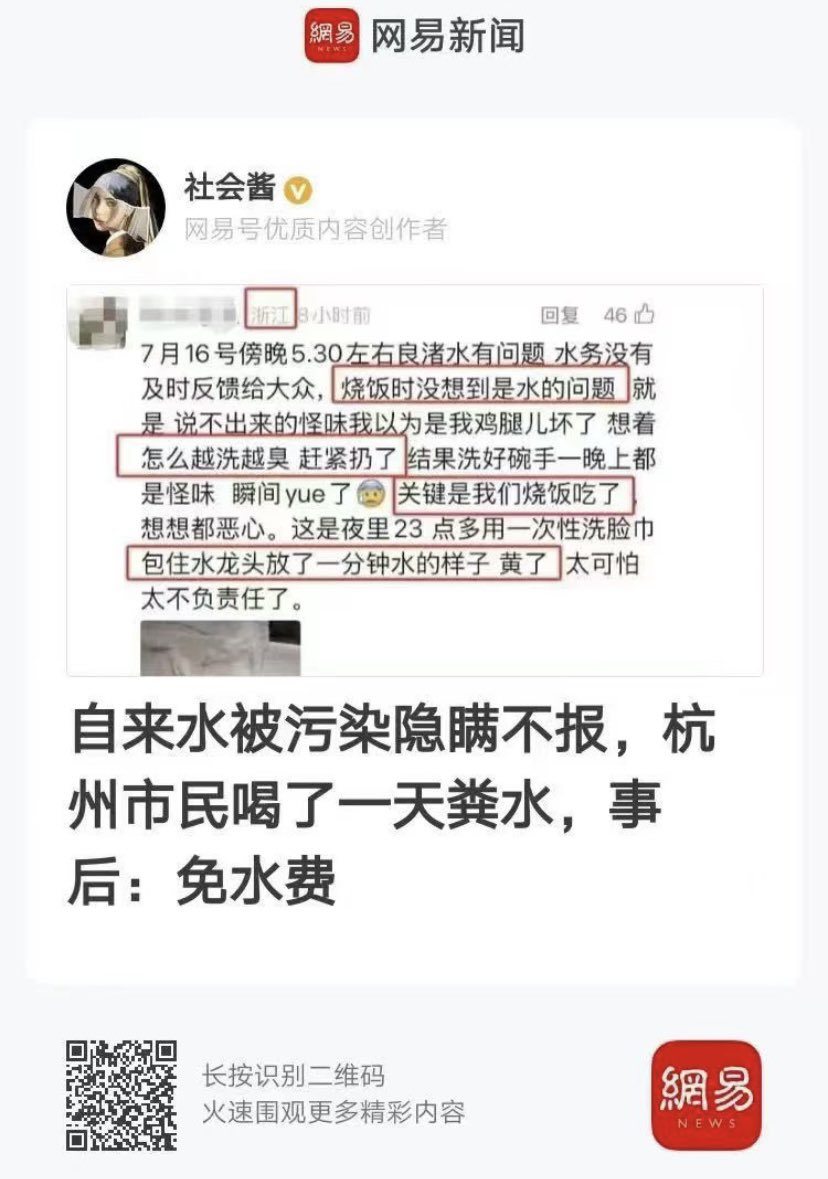 網易
NEWS
网易新闻
社会酱
网易号优质内容创作者
浙江 8小时前 回复 46
7月16号傍晚5.30左右良渚水有问题 水务没有
及时反馈给大众，烧饭时没想到是水的问题 就
是 说不出来的怪味我以为是我鸡腿儿坏了 想着
怎么越洗越臭 赶紧扔了 结果洗好碗手一晚上都
是怪味 瞬间yue了😰 关键是我们烧饭吃了，
想想都恶心。这是夜里23 点多用一次性洗脸巾
包住水龙头放了一分钟水的样子 黄了 太可怕
太不负责任了。
自来水被污染隐瞒不报，杭
州市民喝了一天粪水，事
后：免水费
长按识别二维码
火速围观更多精彩内容
網易
NEWS